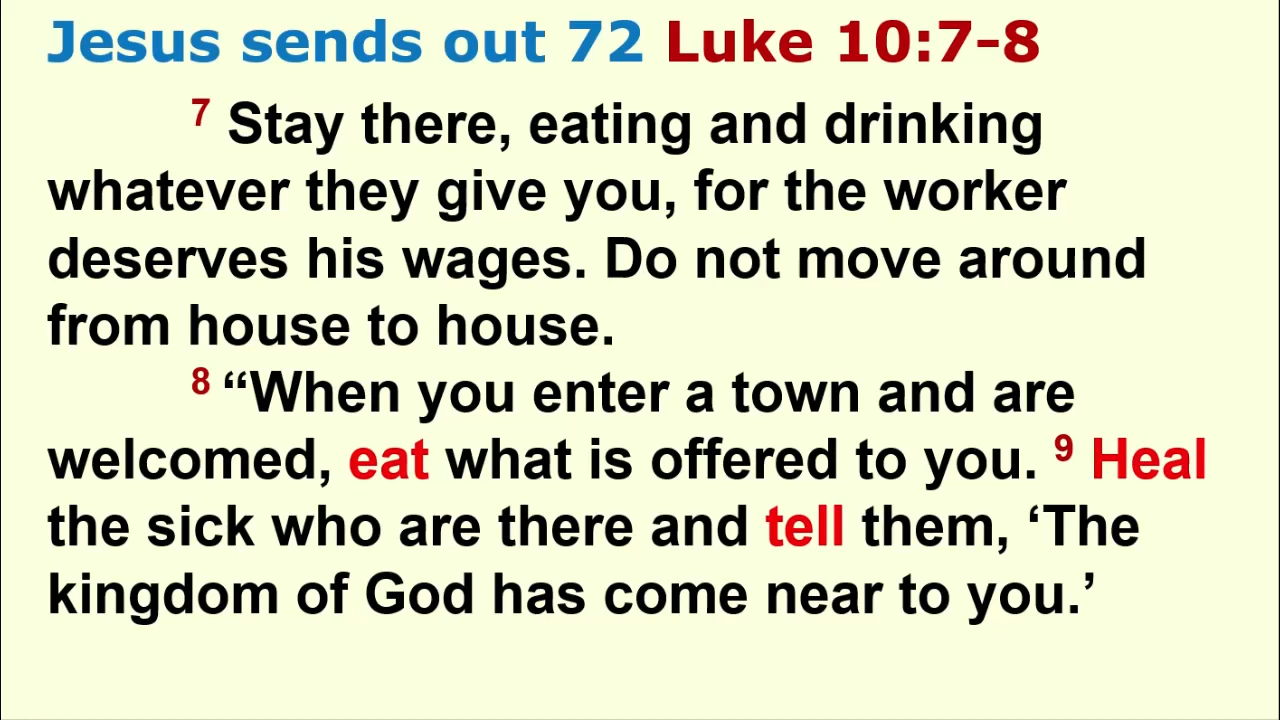 Jesus sends out 72 Luke 10:7-8
7 Stay there, eating and drinking
whatever they give you, for the worker
deserves his wages. Do not move around
from house to house.
8 “When you enter a town and are
welcomed, eat what is offered to you. 9 Heal
the sick who are there and tell them, ‘The
kingdom of God has come near to you.’